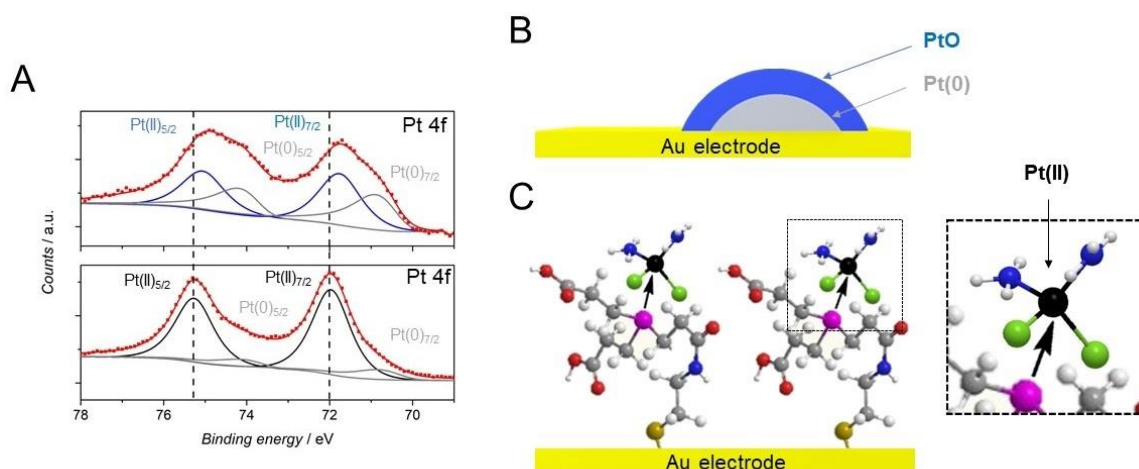 A
Pt(II)5/2
Pt(II)7/2
Pt 4f
Pt(0)5/2
Pt(0)7/2
Pt(II)5/2
Pt(II)7/2
Pt 4f
Pt(0)5/2
Pt(0)7/2
Counts / a.u.
78 76 74 72 70
Binding energy / eV
B
PtO
Pt(0)
Au electrode
C
Pt(II)
Au electrode